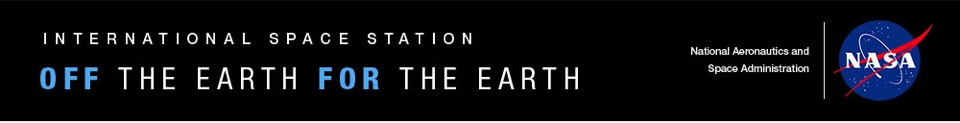 INTERNATIONAL SPACE STATION
OFF THE EARTH FOR THE EARTH
National Aeronautics and
Space Administration
NASA